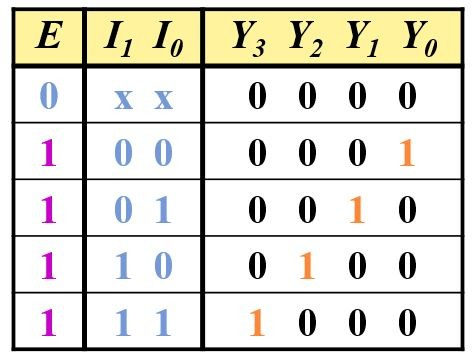 E I₁ I₀ Y₃ Y₂ Y₁ Y₀
0 x x 0 0 0 0
1 0 0 0 0 0 1
1 0 1 0 0 1 0
1 1 0 0 1 0 0
1 1 1 1 0 0 0